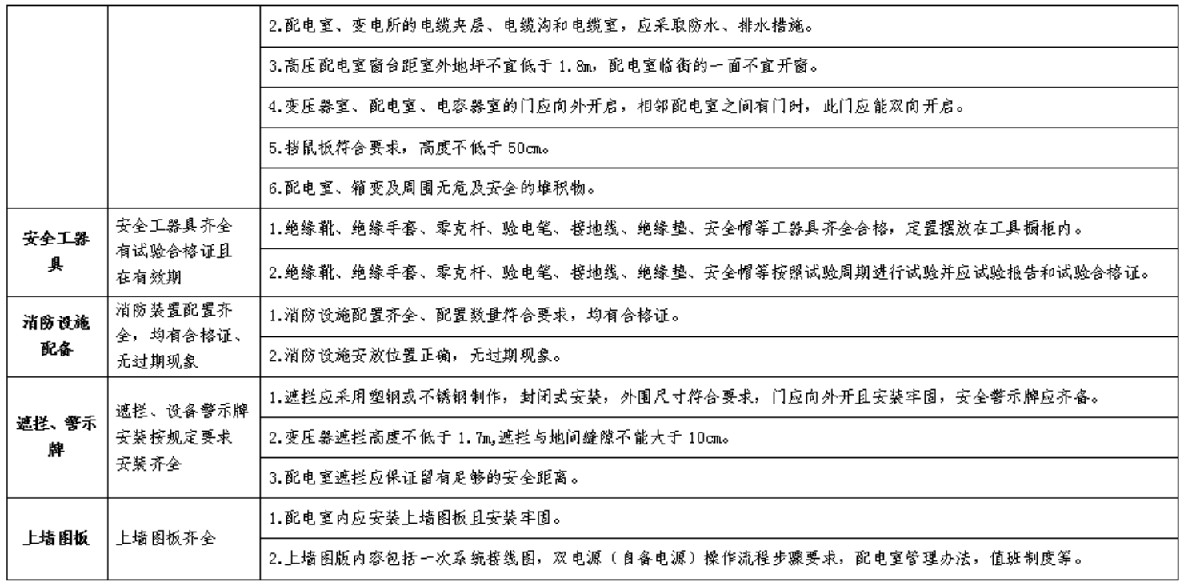 2.配电室、变电所的电缆夹层、电缆沟和电缆室，应采取防水、排水措施。
3.高压配电室窗台距室外地坪不宜低于 1.8m，配电室临街的一面不宜开窗。
4.变压器室、配电室、电容器室的门应向外开启，相邻配电室之间有门时，此门应能双向开启。
5.挡鼠板符合要求，高度不低于 50cm。
6.配电室、箱变及周围无危及安全的堆积物。
安全工器
具
安全工器具齐全
有试验合格证且
在有效期
1.绝缘靴、绝缘手套、零克杆、验电笔、接地线、绝缘垫、安全帽等工器具齐全合格，定置摆放在工具橱柜内。
2.绝缘靴、绝缘手套、零克杆、验电笔、接地线、绝缘垫、安全帽等按照试验周期进行试验并应试验报告和试验合格证。
消防设施
配备
消防装置配置齐
全，均有合格证、
无过期现象
1.消防设施配置齐全、配置数量符合要求，均有合格证。
2.消防设施安放位置正确，无过期现象。
遮拦、警示
牌
遮拦、设备警示牌
安装按规定要求
安装齐全
1.遮拦应采用塑钢或不锈钢制作，封闭式安装，外围尺寸符合要求，门应向外开且安装牢固，安全警示牌应齐备。
2.变压器遮拦高度不低于 1.7m,遮拦与地间缝隙不能大于 10cm。
3.配电室遮拦应保证留有足够的安全距离。
上墙图板
上墙图板齐全
1.配电室内应安装上墙图板且安装牢固。
2.上墙图版内容包括一次系统接线图，双电源（自备电源）操作流程步骤要求，配电室管理办法，值班制度等。